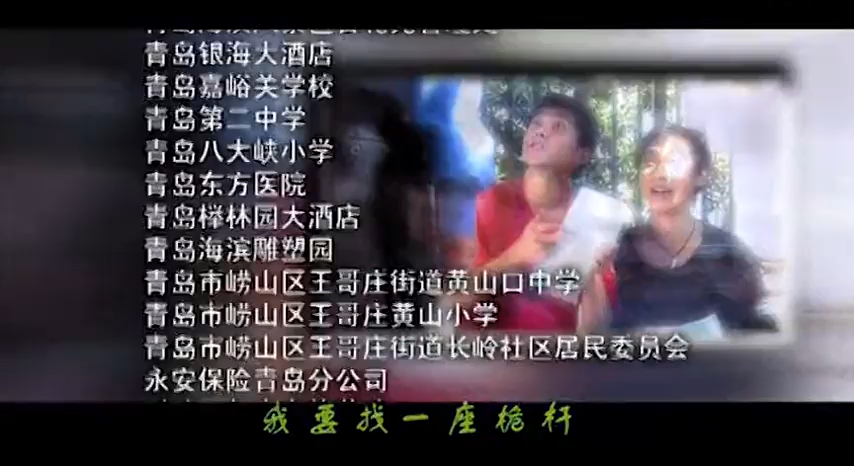 青岛银海大酒店
青岛嘉峪关学校
青岛第二中学
青岛八大峡小学
青岛东方医院
青岛榉林园大酒店
青岛海滨雕塑园
青岛市崂山区王哥庄街道黄山口中学
青岛市崂山区王哥庄黄山小学
青岛市崂山区王哥庄街道长岭社区居民委员会
永安保险青岛分公司
我要找一座桅杆